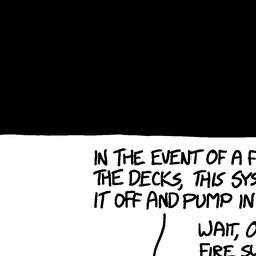 IN THE EVENT OF A F
THE DECKS, THIS SYS
IT OFF AND PUMP IN
WAIT, O
FIRE SU